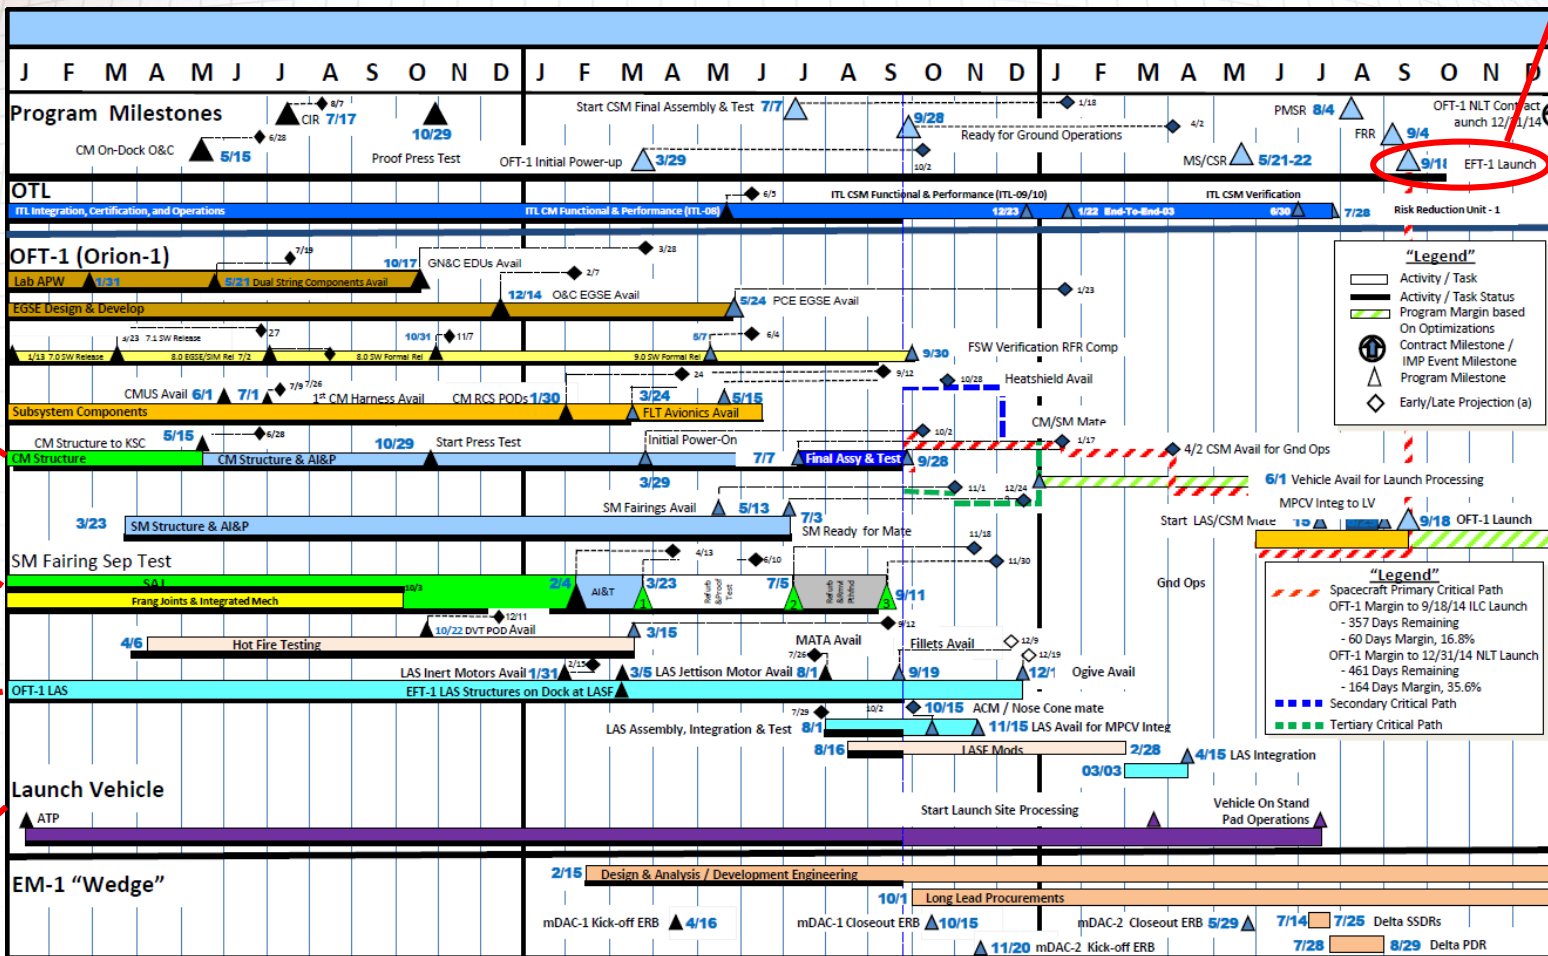 J F M A M J J A S O N D J F M A M J J A S O N D J F M A M J J A S O N D
Program Milestones
8/7
CIR 7/17
6/28
CM On-Dock O&C
5/15
10/29
Proof Press Test
Start CSM Final Assembly & Test 7/7
1/18
9/28
Ready for Ground Operations
4/2
OFT-1 Initial Power-up
3/29
10/2
PMSR 8/4
OFT-1 NLT Contract
aunch 12/31/14
FRR 9/4
MS/CSR 5/21-22
9/18 EFT-1 Launch
OTL
6/5
ITL CSM Functional & Performance (ITL-09/10)
ITL CSM Verification
ITL Integration, Certification, and Operations
ITL CM Functional & Performance (ITL-08)
12/23
1/22 End-To-End-03
6/30
7/28
Risk Reduction Unit - 1
OFT-1 (Orion-1)
7/19
10/17 GN&C EDUs Avail
3/28
Lab APW
1/31
5/21 Dual String Components Avail
2/7
12/14 O&C EGSE Avail
5/24 PCE EGSE Avail
1/23
EGSE Design & Develop
3/23 7.1 SW Release
27
10/31
11/7
5/7
6/4
1/13 7.0 SW Release
8.0 EGSE/SIM Rel 7/2
8.0 SW Formal Rel
9.0 SW Formal Rel
9/30
FSW Verification RFR Comp
CMUS Avail 6/1
7/1
7/9
7/26
1st CM Harness Avail
CM RCS PODs 1/30
24
3/24
5/15
9/12
10/28
Heatshield Avail
Subsystem Components
FLT Avionics Avail
CM Structure to KSC
5/15
6/28
10/29
Start Press Test
Initial Power-On
10/2
CM/SM Mate
1/17
CM Structure
CM Structure & AI&P
7/7
Final Assy & Test
9/28
4/2 CSM Avail for Gnd Ops
3/29
6/1 Vehicle Avail for Launch Processing
SM Fairings Avail
5/13
7/3
11/1
12/24
MPCV Integ to LV
3/23
SM Structure & AI&P
SM Ready for Mate
Start LAS/CSM Mate
15
9/18 OFT-1 Launch
SM Fairing Sep Test
4/13
6/10
11/18
11/30
SAJ
10/3
2/4
AI&T
3/23
1
Refurb
&Proof
Test
7/5
2
Refurb
3
9/11
Gnd Ops
Frang Joints & Integrated Mech
12/11
10/22 DVT POD Avail
3/15
9/12
4/6
Hot Fire Testing
MATA Avail
7/26
Fillets Avail
12/9
12/19
LAS Inert Motors Avail 1/31
2/15
3/5 LAS Jettison Motor Avail 8/1
9/19
12/1
Ogive Avail
OFT-1 LAS
EFT-1 LAS Structures on Dock at LASF
7/29
10/2
10/15 ACM / Nose Cone mate
LAS Assembly, Integration & Test 8/1
11/15 LAS Avail for MPCV Integ
8/16
LASF Mods
2/28
4/15 LAS Integration
03/03
Launch Vehicle
ATP
Start Launch Site Processing
Vehicle On Stand
Pad Operations
EM-1 “Wedge”
2/15
Design & Analysis / Development Engineering
10/1
Long Lead Procurements
mDAC-1 Kick-off ERB 4/16
mDAC-1 Closeout ERB 10/15
mDAC-2 Closeout ERB 5/29
7/14 7/25 Delta SSDRs
11/20 mDAC-2 Kick-off ERB
7/28 8/29 Delta PDR
“Legend”
Activity / Task
Activity / Task Status
Program Margin based
On Optimizations
Contract Milestone /
IMP Event Milestone
Program Milestone
Early/Late Projection (a)
“Legend”
Spacecraft Primary Critical Path
OFT-1 Margin to 9/18/14 ILC Launch
- 357 Days Remaining
- 60 Days Margin, 16.8%
OFT-1 Margin to 12/31/14 NLT Launch
- 461 Days Remaining
- 164 Days Margin, 35.6%
Secondary Critical Path
Tertiary Critical Path